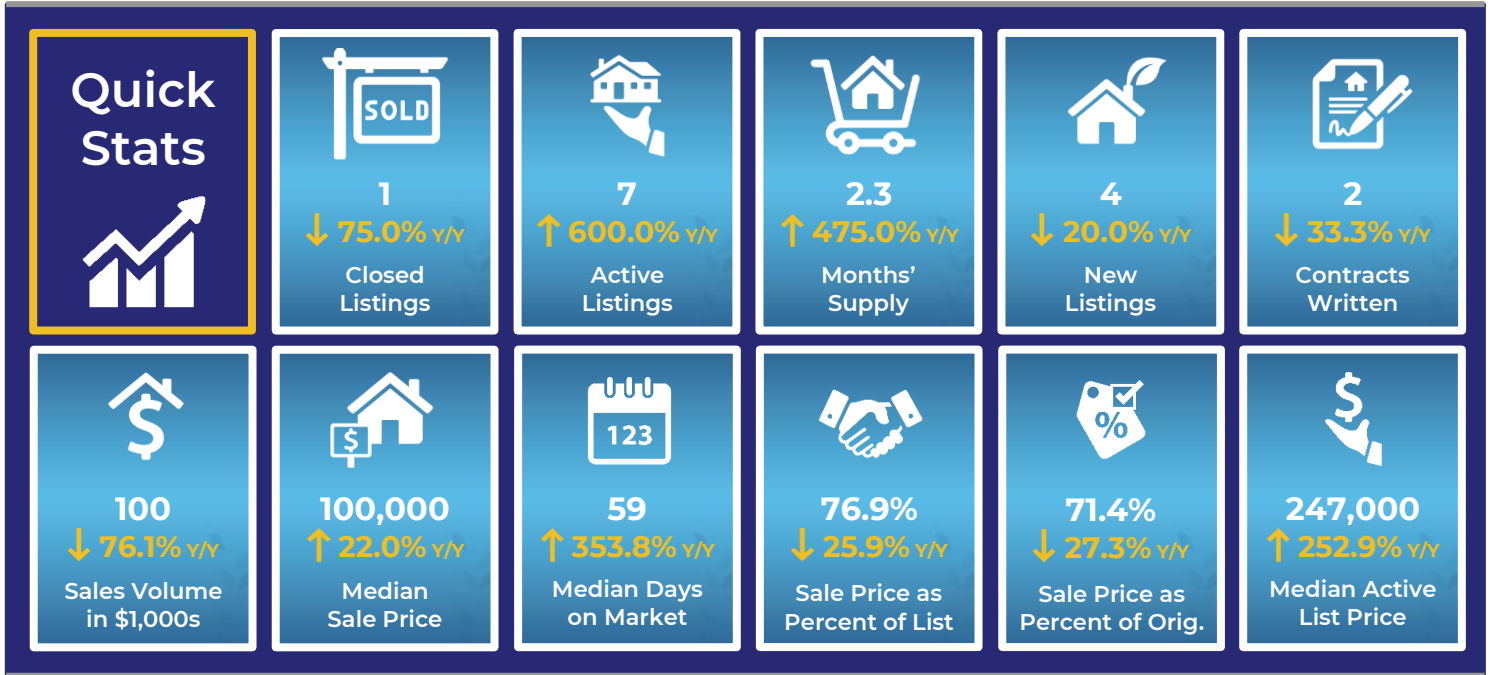 Quick
Stats
SOLD
1
↓ 75.0% Y/Y
Closed
Listings
7
↑ 600.0% Y/Y
Active
Listings
2.3
↑ 475.0% Y/Y
Months’
Supply
4
↓ 20.0% Y/Y
New
Listings
2
↓ 33.3% Y/Y
Contracts
Written
$
100
↓ 76.1% Y/Y
Sales Volume
in $1,000s
$
100,000
↑ 22.0% Y/Y
Median
Sale Price
123
59
↑ 353.8% Y/Y
Median Days
on Market
76.9%
↓ 25.9% Y/Y
Sale Price as
Percent of List
%
71.4%
↓ 27.3% Y/Y
Sale Price as
Percent of Orig.
$
247,000
↑ 252.9% Y/Y
Median Active
List Price